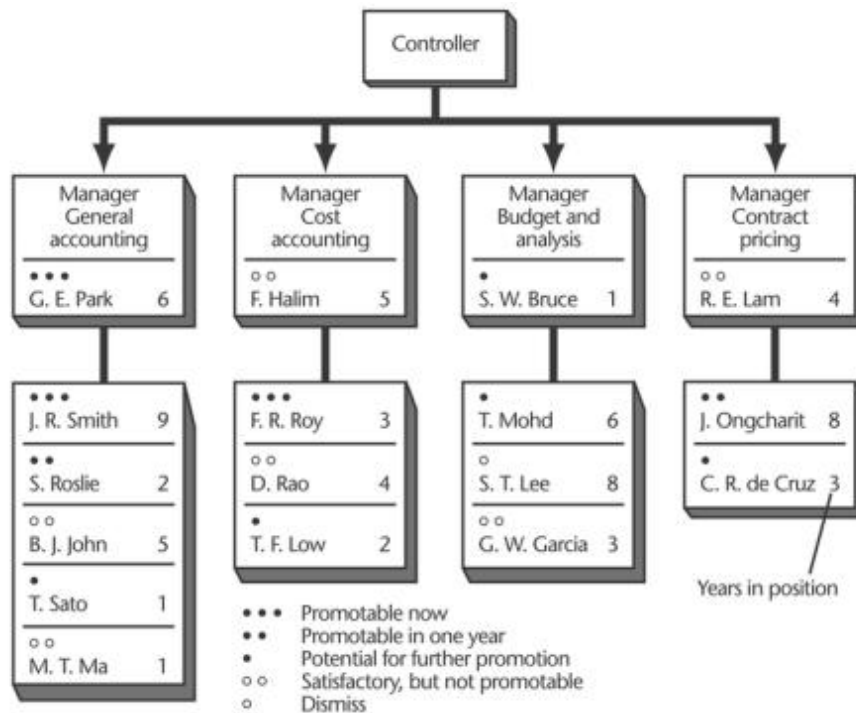 Controller
Manager
General
accounting
●●●
G. E. Park 6
Manager
Cost
accounting
○○
F. Halim 5
Manager
Budget and
analysis
●
S. W. Bruce 1
Manager
Contract
pricing
○○
R. E. Lam 4
●●●
J. R. Smith 9
●●
S. Roslie 2
○○
B. J. John 5
●
T. Sato 1
○○
M. T. Ma 1
●●●
F. R. Roy 3
○○
D. Rao 4
●
T. F. Low 2
●
T. Mohd 6
○
S. T. Lee 8
○○
G. W. Garcia 3
●●
J. Ongcharit 8
●
C. R. de Cruz 3
Years in position
●●● Promotable now
●● Promotable in one year
● Potential for further promotion
○○ Satisfactory, but not promotable
○ Dismiss